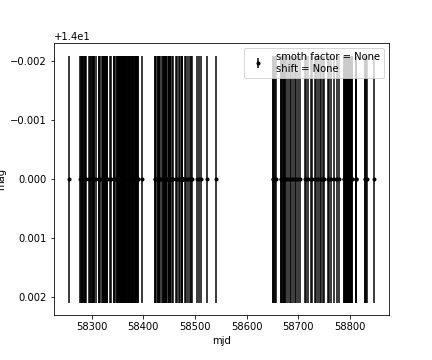 +1.4e1
smoth factor = None
shift = None
−0.002
−0.001
0.000
0.001
0.002
mag
58300 58400 58500 58600 58700 58800
mjd